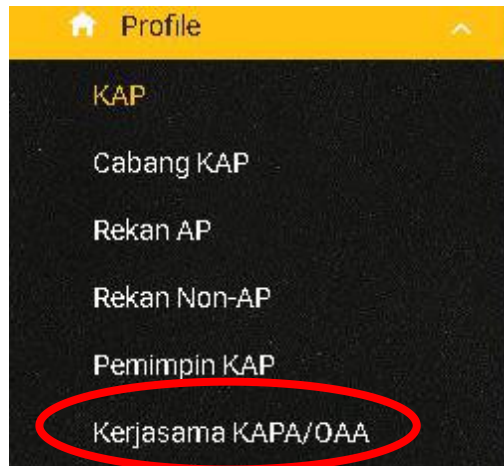 Profile
KAP
Cabang KAP
Rekan AP
Rekan Non-AP
Pemimpin KAP
Kerjasama KAPA/OAA